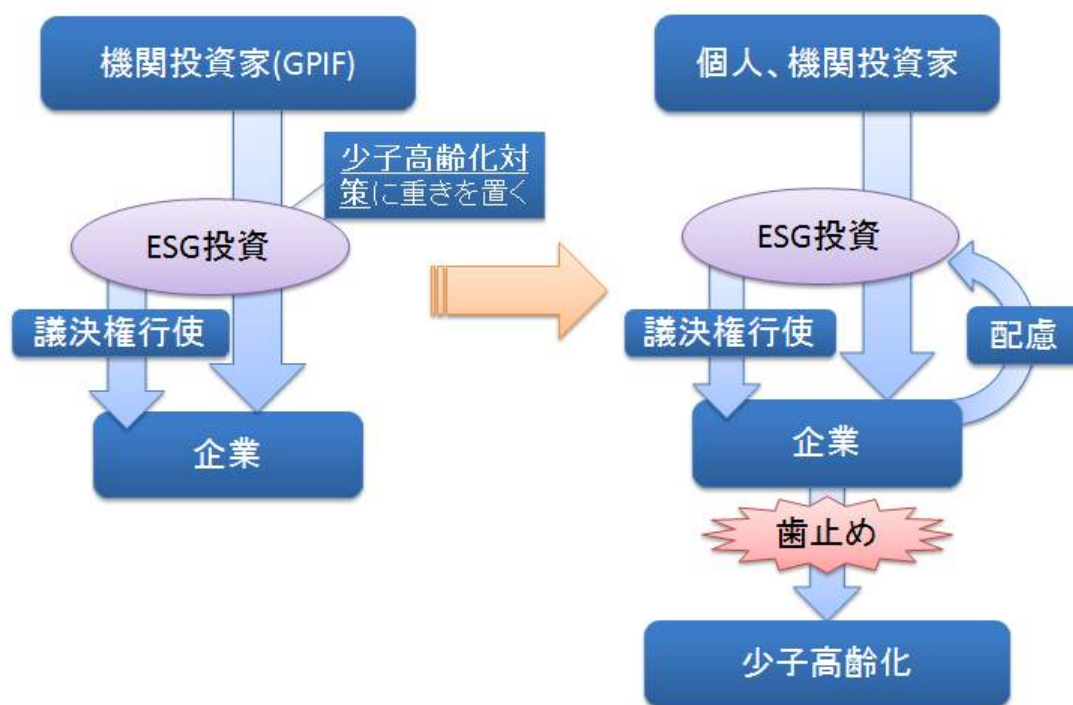 機関投資家(GPIF)
少子高齢化対
策に重きを置く
ESG投資
議決権行使
企業
個人、機関投資家
ESG投資
議決権行使
配慮
企業
歯止め
少子高齢化